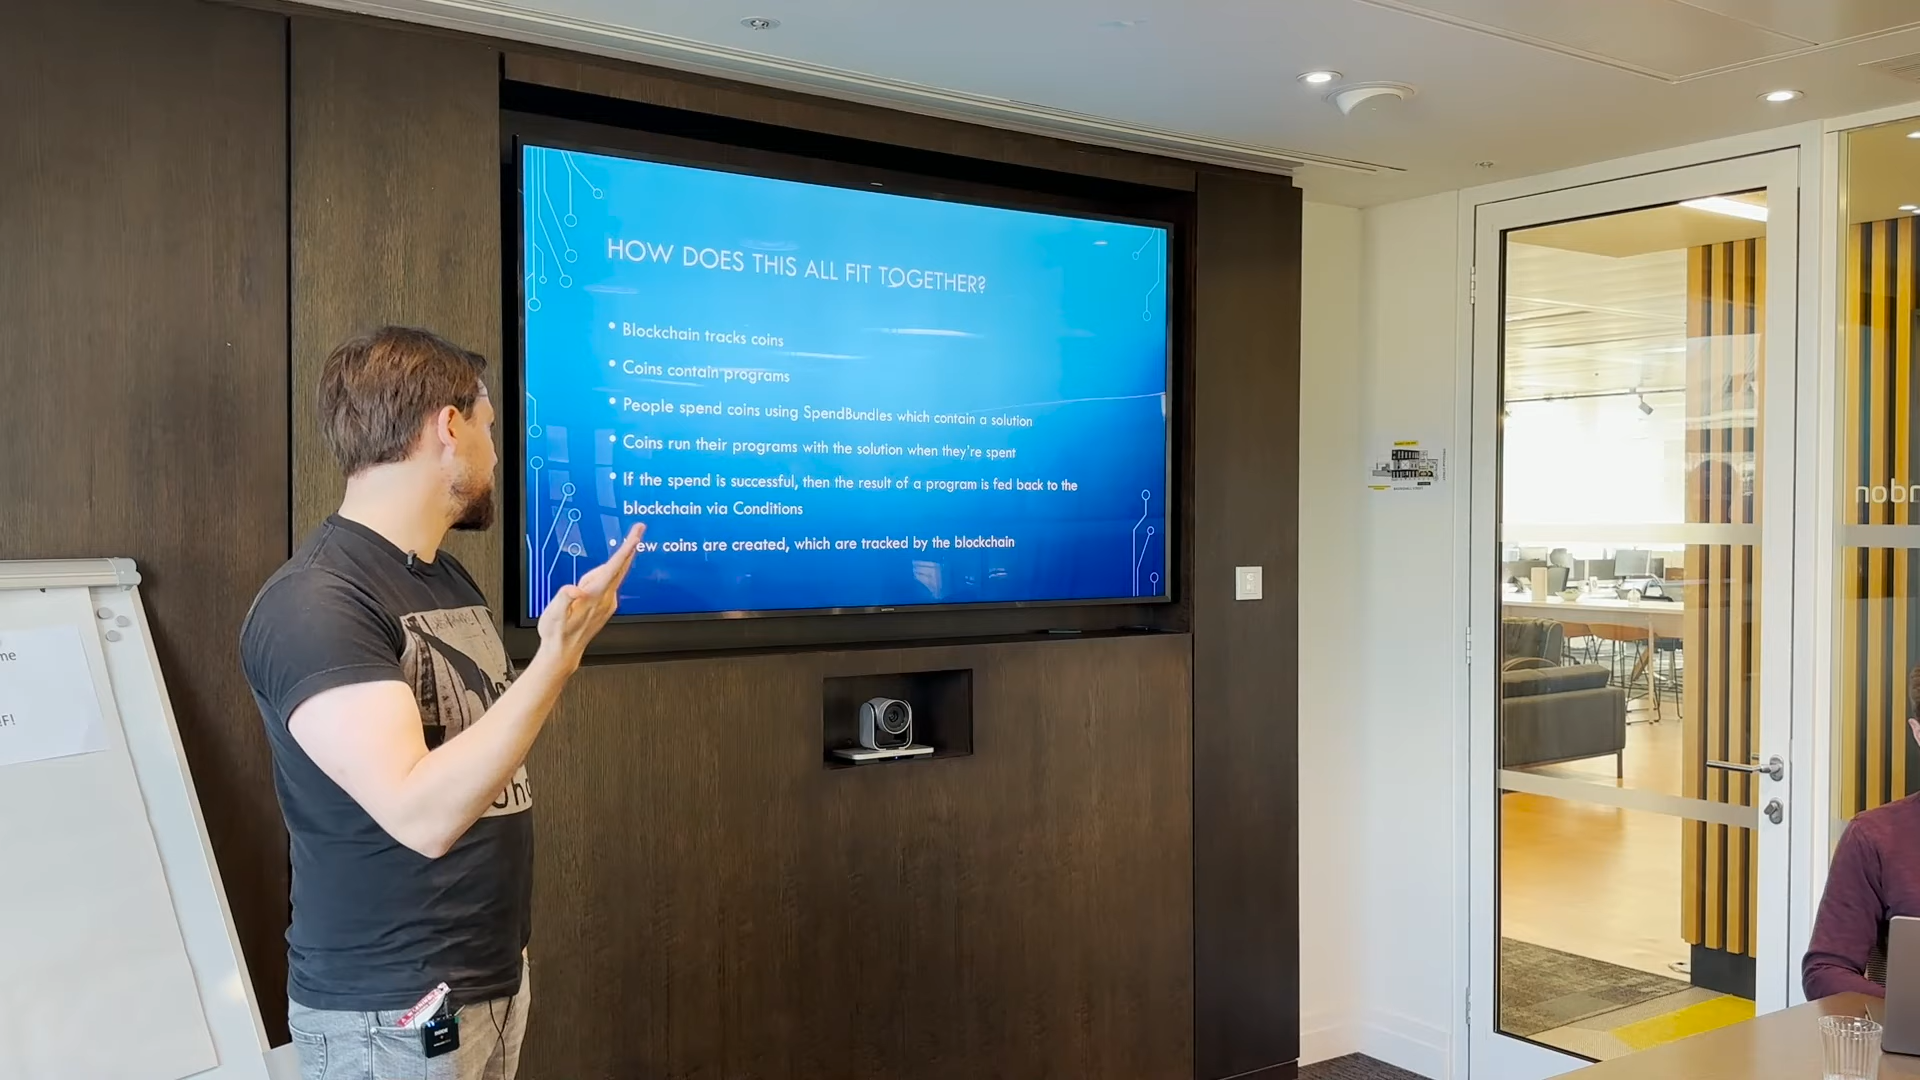 HOW DOES THIS ALL FIT TOGETHER?
• Blockchain tracks coins
• Coins contain programs
• People spend coins using SpendBundles which contain a solution
• Coins run their programs with the solution when they're spent
• If the spend is successful, then the result of a program is fed back to the
blockchain via Conditions
• New coins are created, which are tracked by the blockchain
me
&F!